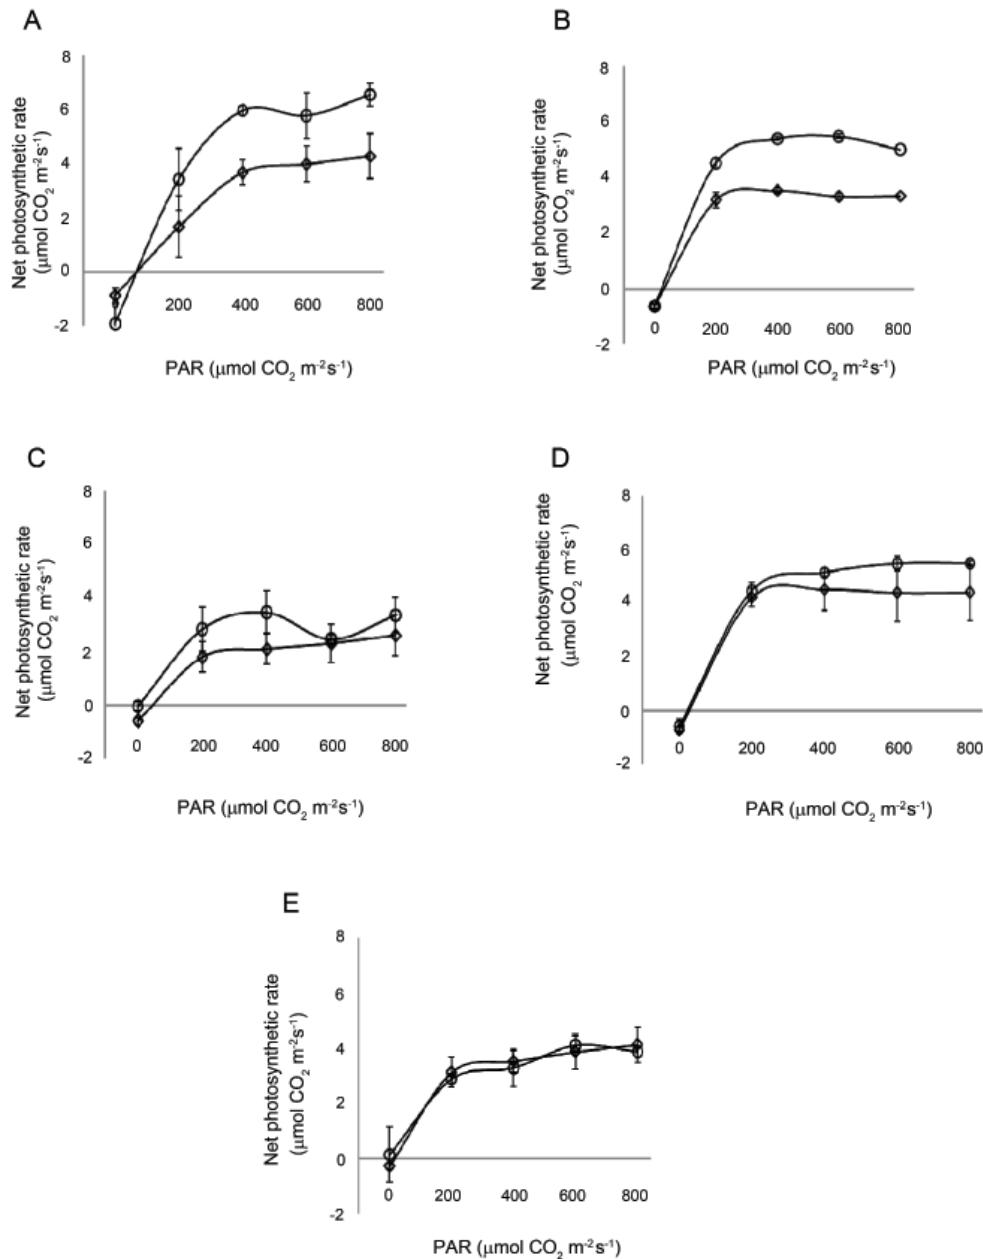 A
8
6
4
2
0
-2
200 400 600 800
Net photosynthetic rate
(μmol CO₂ m⁻²s⁻¹)
PAR (μmol CO₂ m⁻²s⁻¹)
B
8
6
4
2
0
-2
0 200 400 600 800
Net photosynthetic rate
(μmol CO₂ m⁻²s⁻¹)
PAR (μmol CO₂ m⁻²s⁻¹)
C
8
6
4
2
0
-2
0 200 400 600 800
Net photosynthetic rate
(μmol CO₂ m⁻²s⁻¹)
PAR (μmol CO₂ m⁻²s⁻¹)
D
8
6
4
2
0
-2
0 200 400 600 800
Net photosynthetic rate
(μmol CO₂ m⁻²s⁻¹)
PAR (μmol CO₂ m⁻²s⁻¹)
E
8
6
4
2
0
-2
0 200 400 600 800
Net photosynthetic rate
(μmol CO₂ m⁻²s⁻¹)
PAR (μmol CO₂ m⁻²s⁻¹)